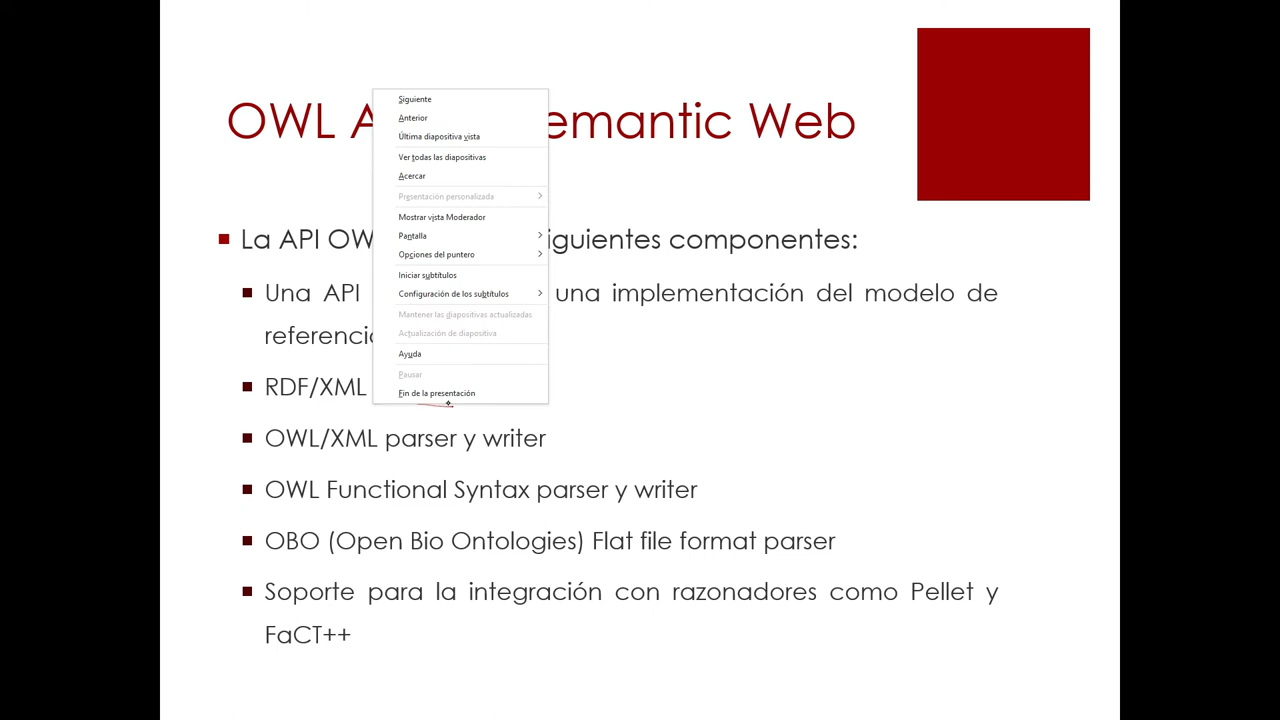 OWL A emantic Web
La API OW iguientes componentes:
Una API una implementación del modelo de
referenci
RDF/XML
OWL/XML parser y writer
OWL Functional Syntax parser y writer
OBO (Open Bio Ontologies) Flat file format parser
Soporte para la integración con razonadores como Pellet y
FaCT++
Siguiente
Anterior
Última diapositiva vista
Ver todas las diapositivas
Acercar
Presentación personalizada
Mostrar vista Moderador
Pantalla
Opciones del puntero
Iniciar subtítulos
Configuración de los subtítulos
Mantener las diapositivas actualizadas
Actualización de diapositiva
Ayuda
Pausar
Fin de la presentación